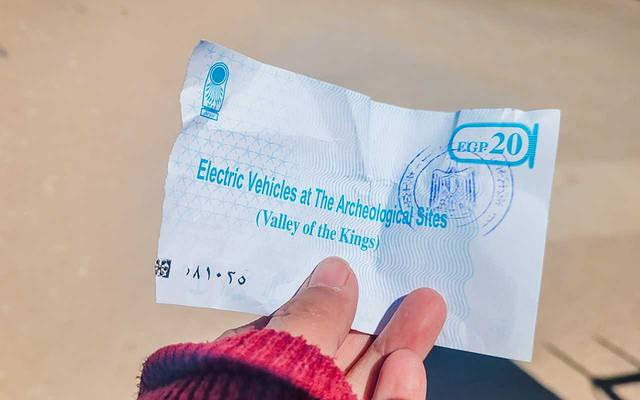 EGP 20
Electric Vehicles at The Archeological Sites
(Valley of the Kings)
٠٨١٠٢٥